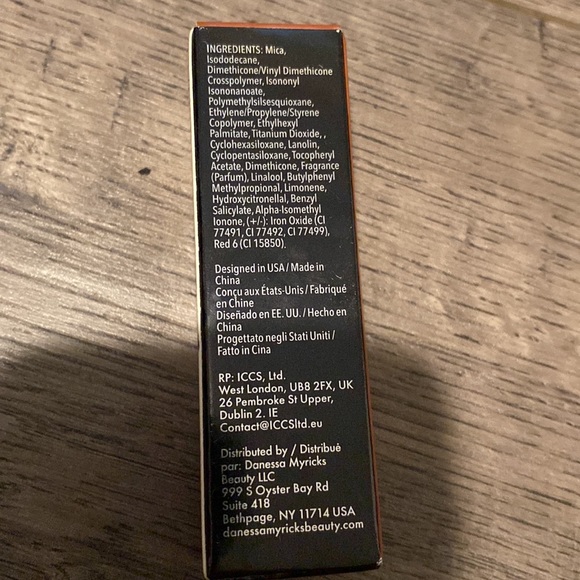 INGREDIENTS: Mica,
Isododecane,
Dimethicone/Vinyl Dimethicone
Crosspolymer, Isononyl
Isononanoate,
Polymethylsilsesquioxane,
Ethylene/Propylene/Styrene
Copolymer, Ethylhexyl
Palmitate, Titanium Dioxide, ,
Cyclohexasiloxane, Lanolin,
Cyclopentasiloxane, Tocopheryl
Acetate, Dimethicone, Fragrance
(Parfum), Linalool, Butylphenyl
Methylpropional, Limonene,
Hydroxycitronellal, Benzyl
Salicylate, Alpha-Isomethyl
Ionone, (+/-): Iron Oxide (CI
77491, CI 77492, CI 77499),
Red 6 (CI 15850).
Designed in USA / Made in
China
Conçu aux États-Unis / Fabriqué
en Chine
Diseñado en EE. UU. / Hecho en
China
Progettato negli Stati Uniti /
Fatto in Cina
RP: ICCS, Ltd.
West London, UB8 2FX, UK
26 Pembroke St Upper,
Dublin 2. IE
Contact@ICCSltd.eu
Distributed by / Distribué
par: Danessa Myricks
Beauty LLC
999 S Oyster Bay Rd
Suite 418
Bethpage, NY 11714 USA
danessamyricksbeauty.com